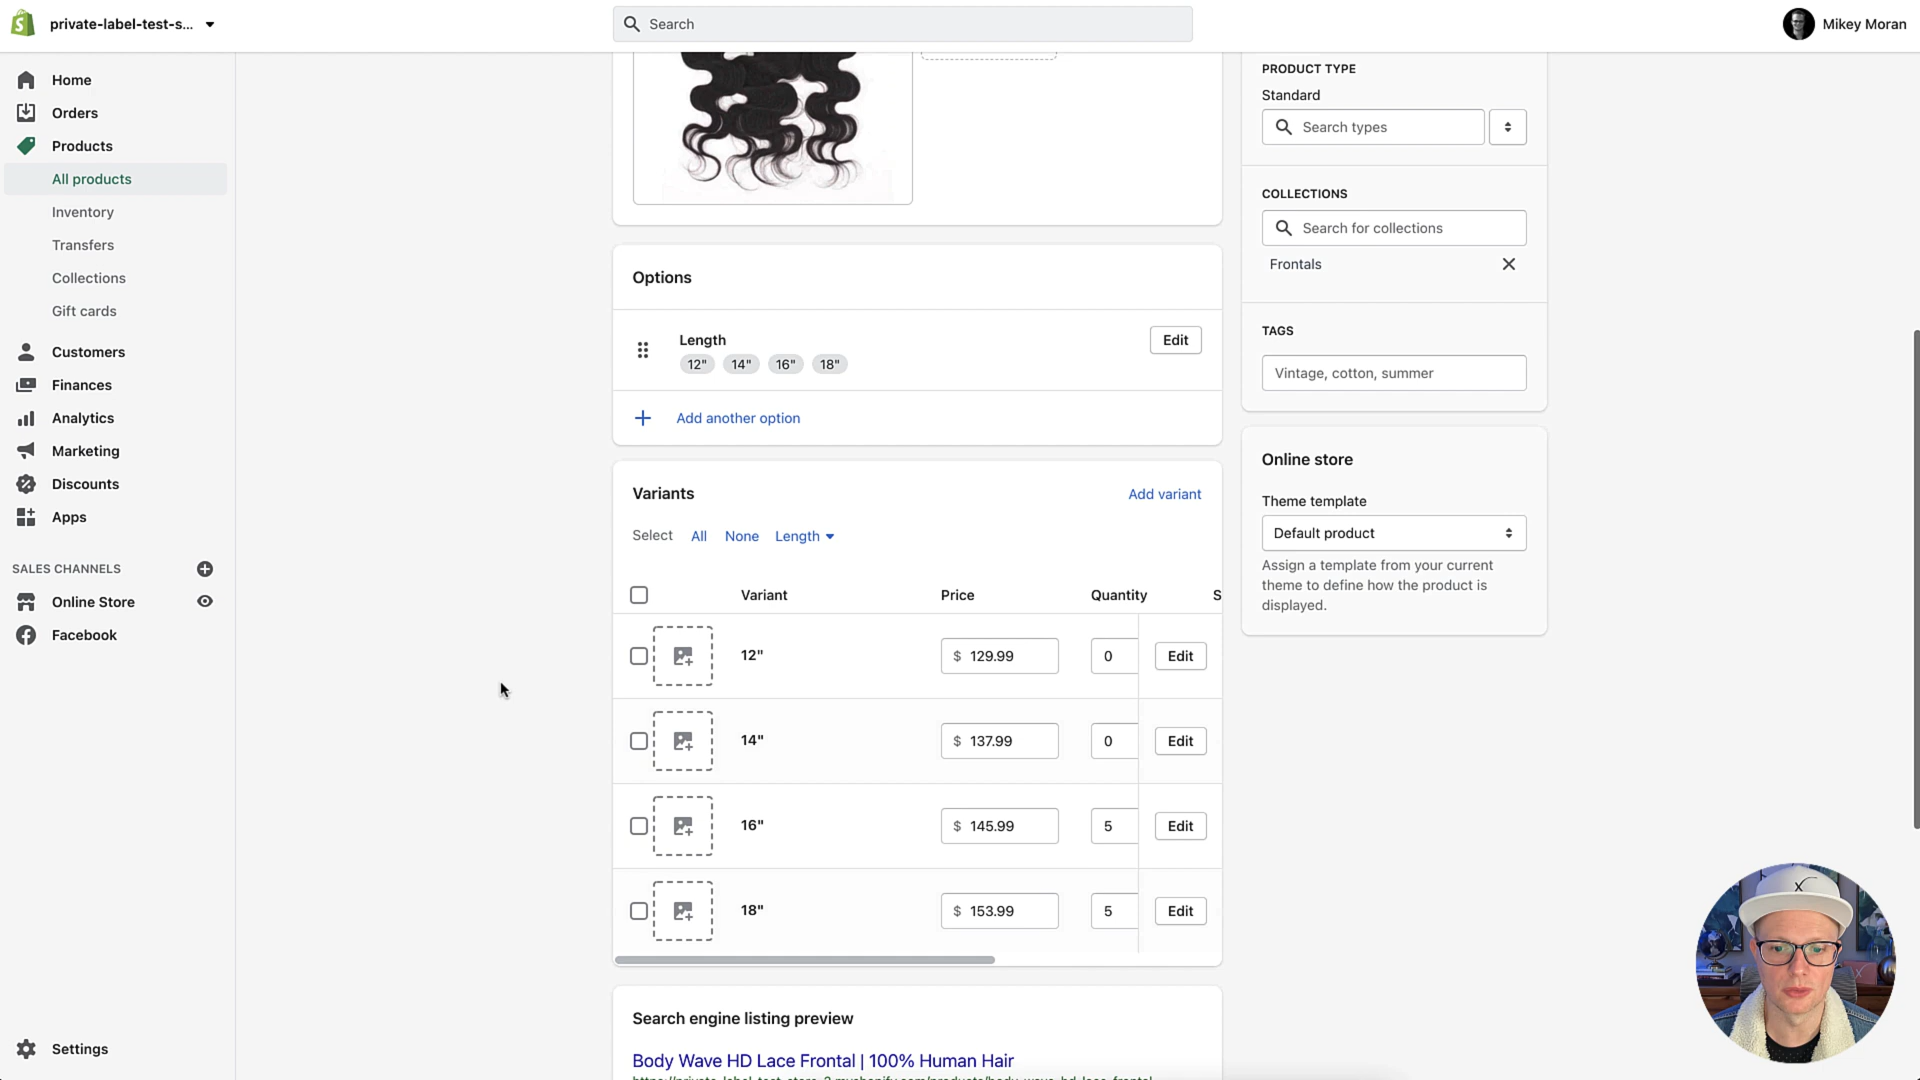 private-label-test-s...
Search
Mikey Moran
Home
Orders
Products
All products
Inventory
Transfers
Collections
Gift cards
Customers
Finances
Analytics
Marketing
Discounts
Apps
SALES CHANNELS
Online Store
Facebook
Settings
Options
Length
12" 14" 16" 18"
Edit
Add another option
Variants
Add variant
Select All None Length
Variant Price Quantity S
12" $ 129.99 0 Edit
14" $ 137.99 0 Edit
16" $ 145.99 5 Edit
18" $ 153.99 5 Edit
Search engine listing preview
Body Wave HD Lace Frontal | 100% Human Hair
PRODUCT TYPE
Standard
Search types
COLLECTIONS
Search for collections
Frontals
TAGS
Vintage, cotton, summer
Online store
Theme template
Default product
Assign a template from your current
theme to define how the product is
displayed.